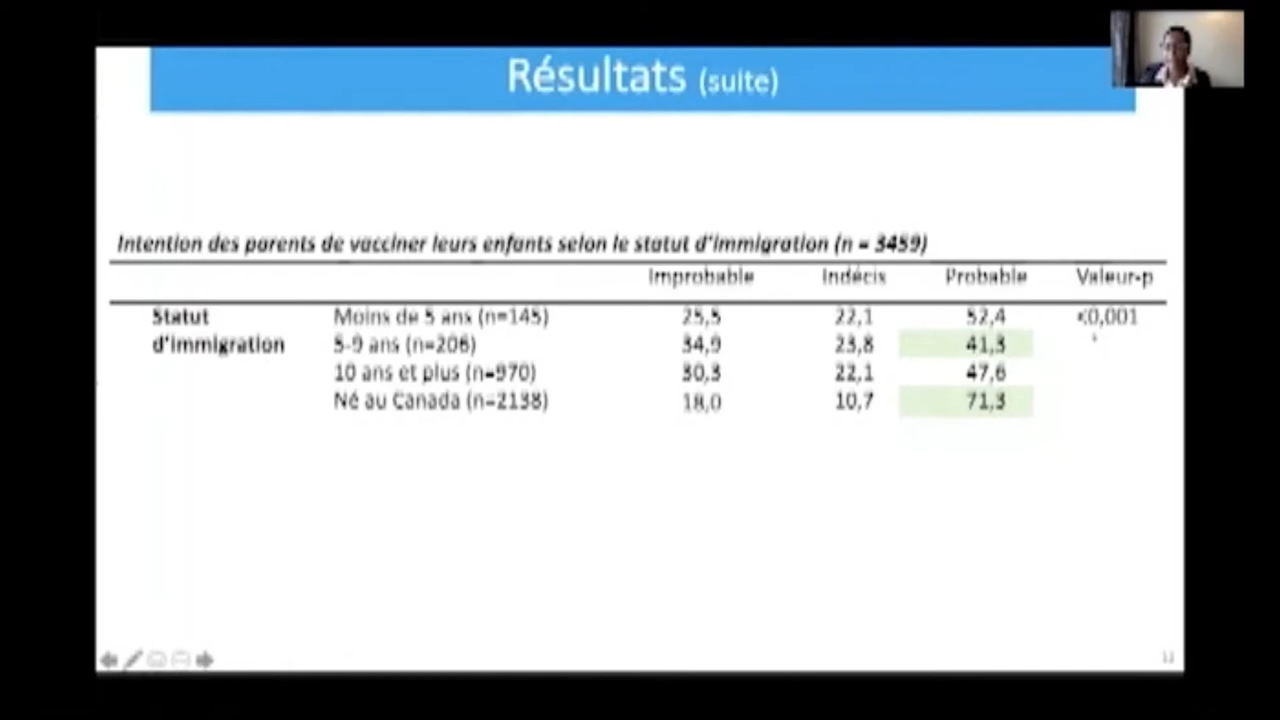 Résultats (suite)
Intention des parents de vacciner leurs enfants selon le statut d'immigration (n = 3459)
Improbable Indécis Probable Valeur-p
Statut Moins de 5 ans (n=145) 25,5 22,1 52,4 <0,001
d'immigration 5-9 ans (n=206) 34,9 23,8 41,3
10 ans et plus (n=970) 30,3 22,1 47,6
Né au Canada (n=2138) 18,0 10,7 71,3